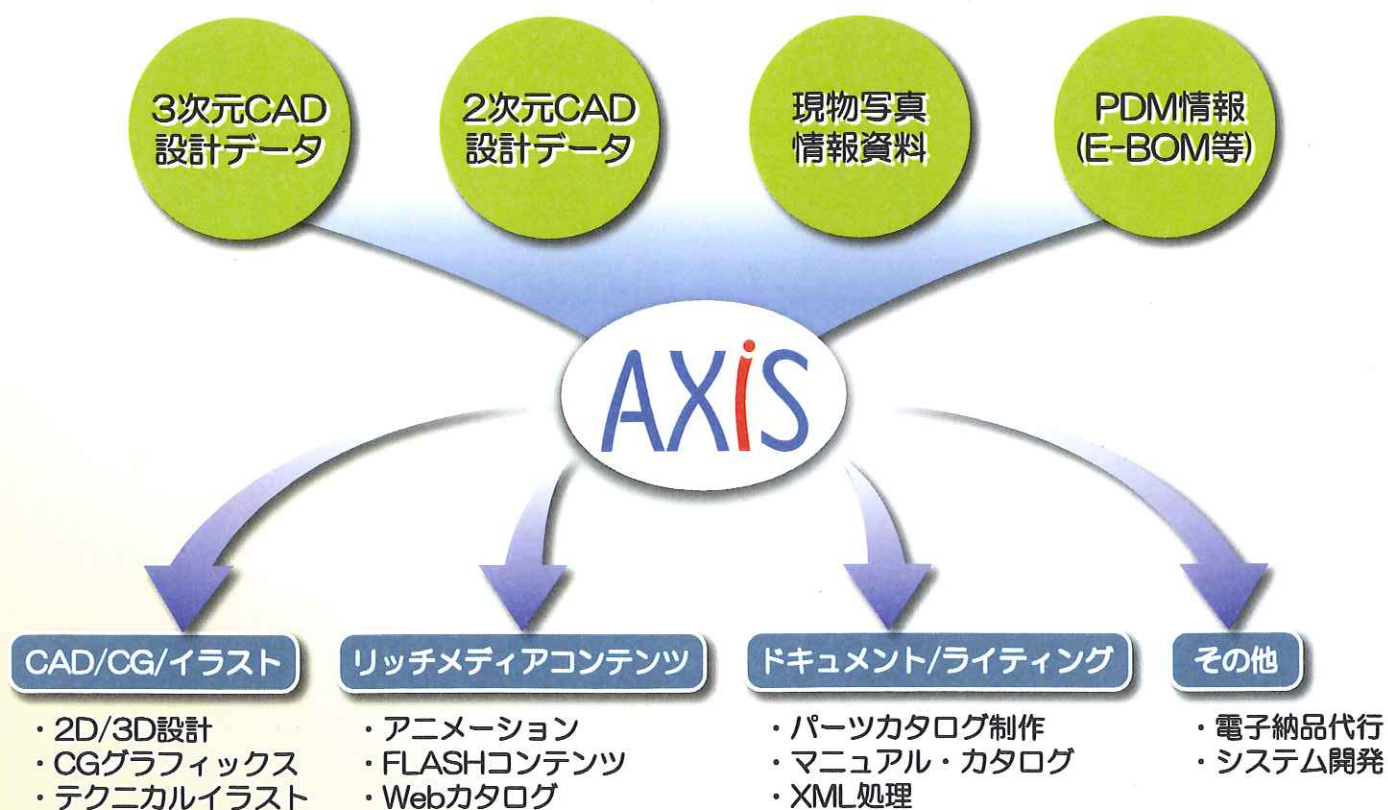 3次元CAD
設計データ
2次元CAD
設計データ
現物写真
情報資料
PDM情報
(E-BOM等)
AXiS
CAD/CG/イラスト
・2D/3D設計
・CGグラフィックス
・テクニカルイラスト
リッチメディアコンテンツ
・アニメーション
・FLASHコンテンツ
・Webカタログ
ドキュメント/ライティング
・パーツカタログ制作
・マニュアル・カタログ
・XML処理
その他
・電子納品代行
・システム開発